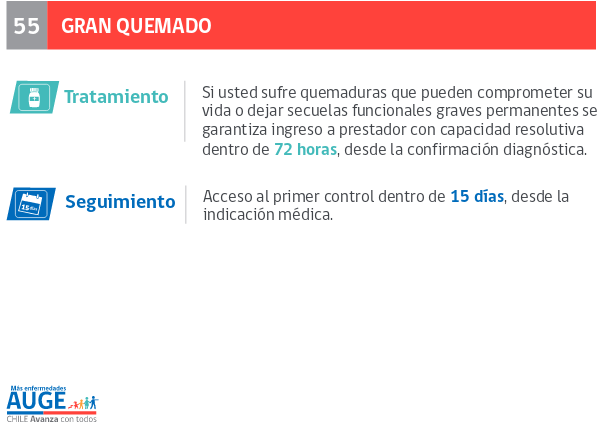 55 GRAN QUEMADO
Tratamiento
Si usted sufre quemaduras que pueden comprometer su
vida o dejar secuelas funcionales graves permanentes se
garantiza ingreso a prestador con capacidad resolutiva
dentro de 72 horas, desde la confirmación diagnóstica.
15 días
Seguimiento
Acceso al primer control dentro de 15 días, desde la
indicación médica.
Más enfermedades
AUGE
CHILE Avanza con todos